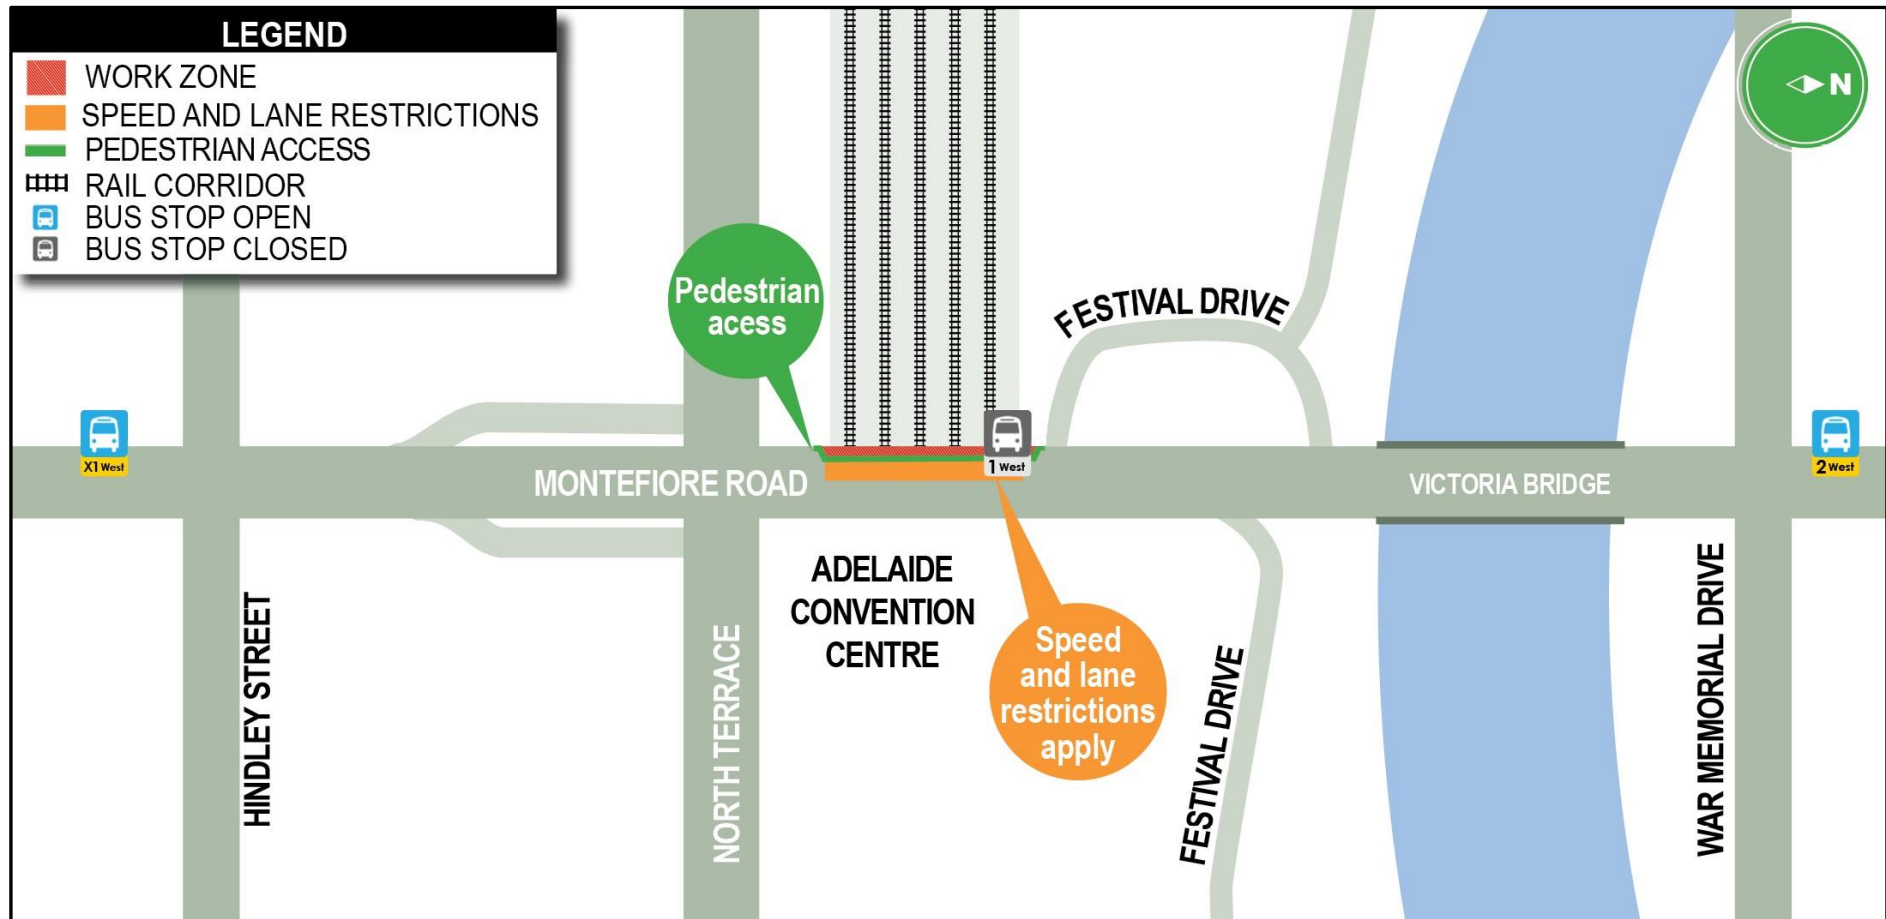 LEGEND
WORK ZONE
SPEED AND LANE RESTRICTIONS
PEDESTRIAN ACCESS
RAIL CORRIDOR
BUS STOP OPEN
BUS STOP CLOSED
N
Pedestrian
acess
FESTIVAL DRIVE
X1 West
1 West
2 West
MONTEFIORE ROAD
VICTORIA BRIDGE
ADELAIDE
CONVENTION
CENTRE
Speed
and lane
restrictions
apply
HINDLEY STREET
NORTH TERRACE
FESTIVAL DRIVE
WAR MEMORIAL DRIVE